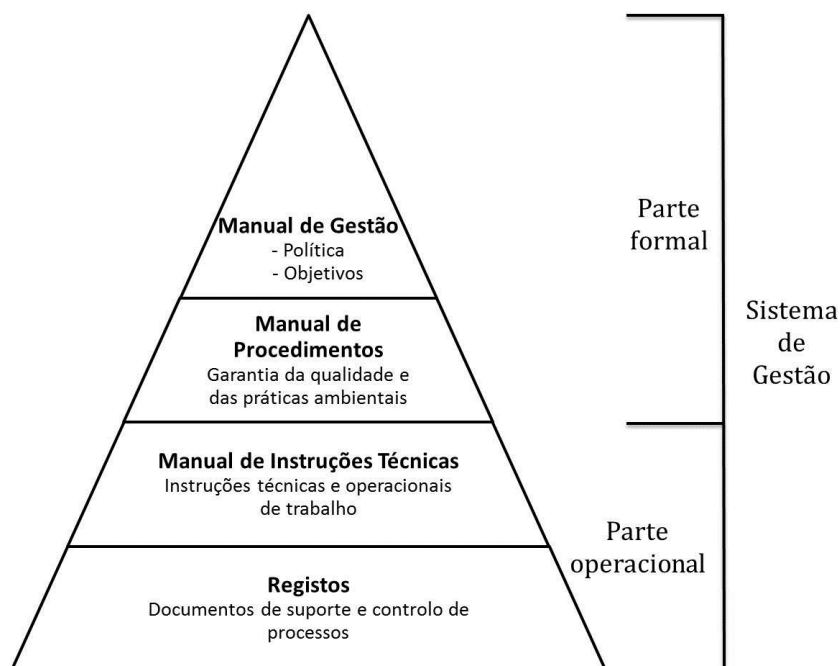 Manual de Gestão
- Política
- Objetivos
Manual de
Procedimentos
Garantia da qualidade e
das práticas ambientais
Manual de Instruções Técnicas
Instruções técnicas e operacionais
de trabalho
Registos
Documentos de suporte e controlo de
processos
Parte
formal
Parte
operacional
Sistema
de
Gestão